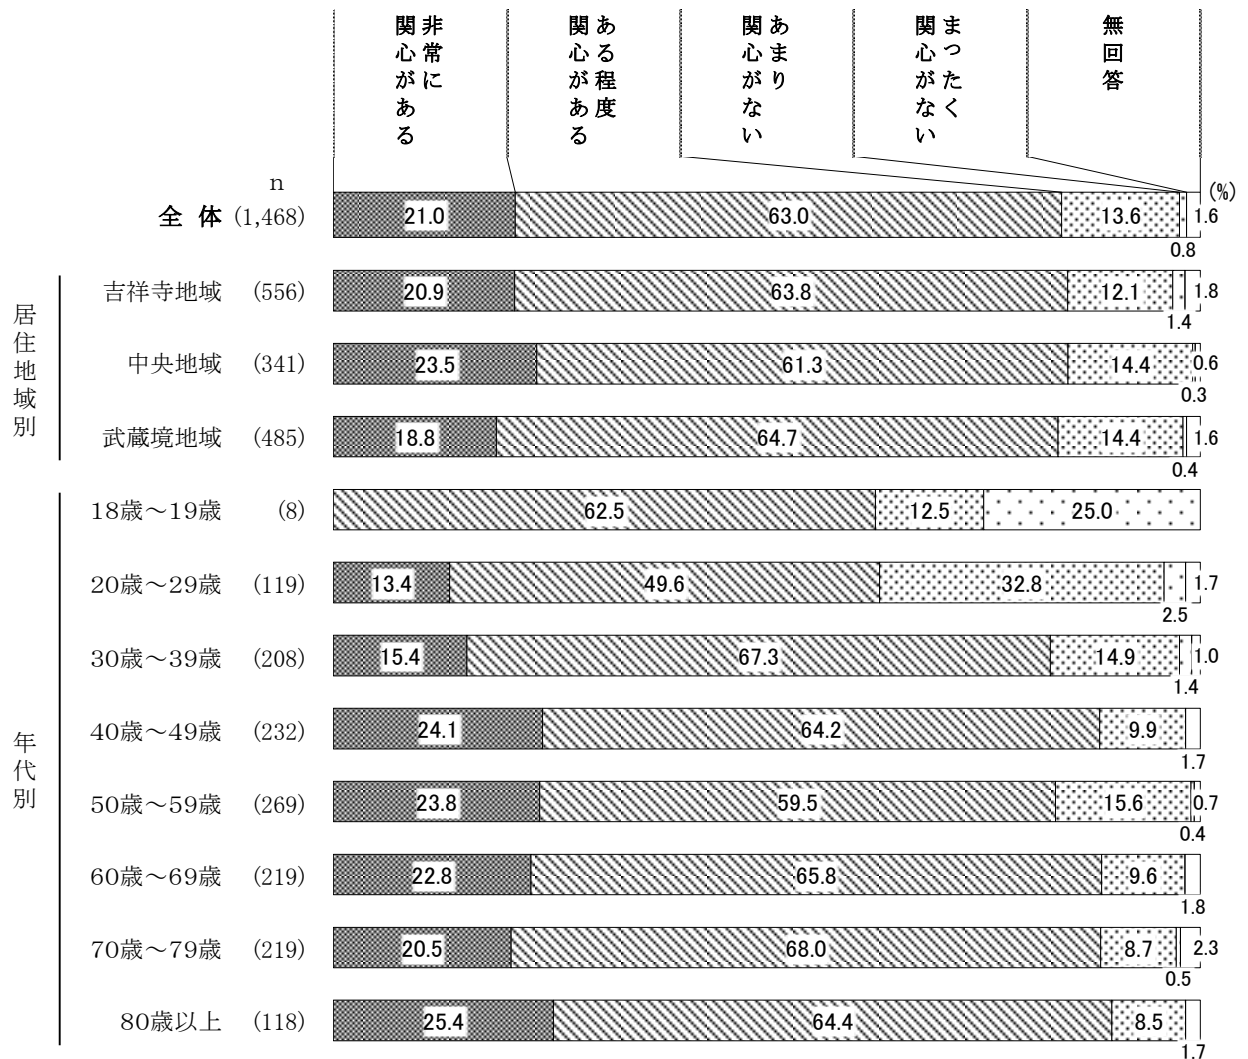 非常に
関心がある
ある程度
関心がある
あまり
関心がない
まったく
関心がない
無回答
n
(%)
全 体 (1,468) 21.0 63.0 13.6 0.8 1.6
居住地域別
吉祥寺地域 (556) 20.9 63.8 12.1 1.4 1.8
中央地域 (341) 23.5 61.3 14.4 0.3 0.6
武蔵境地域 (485) 18.8 64.7 14.4 0.4 1.6
年代別
18歳～19歳 (8) 62.5 12.5 25.0
20歳～29歳 (119) 13.4 49.6 32.8 2.5 1.7
30歳～39歳 (208) 15.4 67.3 14.9 1.4 1.0
40歳～49歳 (232) 24.1 64.2 9.9 1.7
50歳～59歳 (269) 23.8 59.5 15.6 0.4 0.7
60歳～69歳 (219) 22.8 65.8 9.6 1.8
70歳～79歳 (219) 20.5 68.0 8.7 0.5 2.3
80歳以上 (118) 25.4 64.4 8.5 1.7